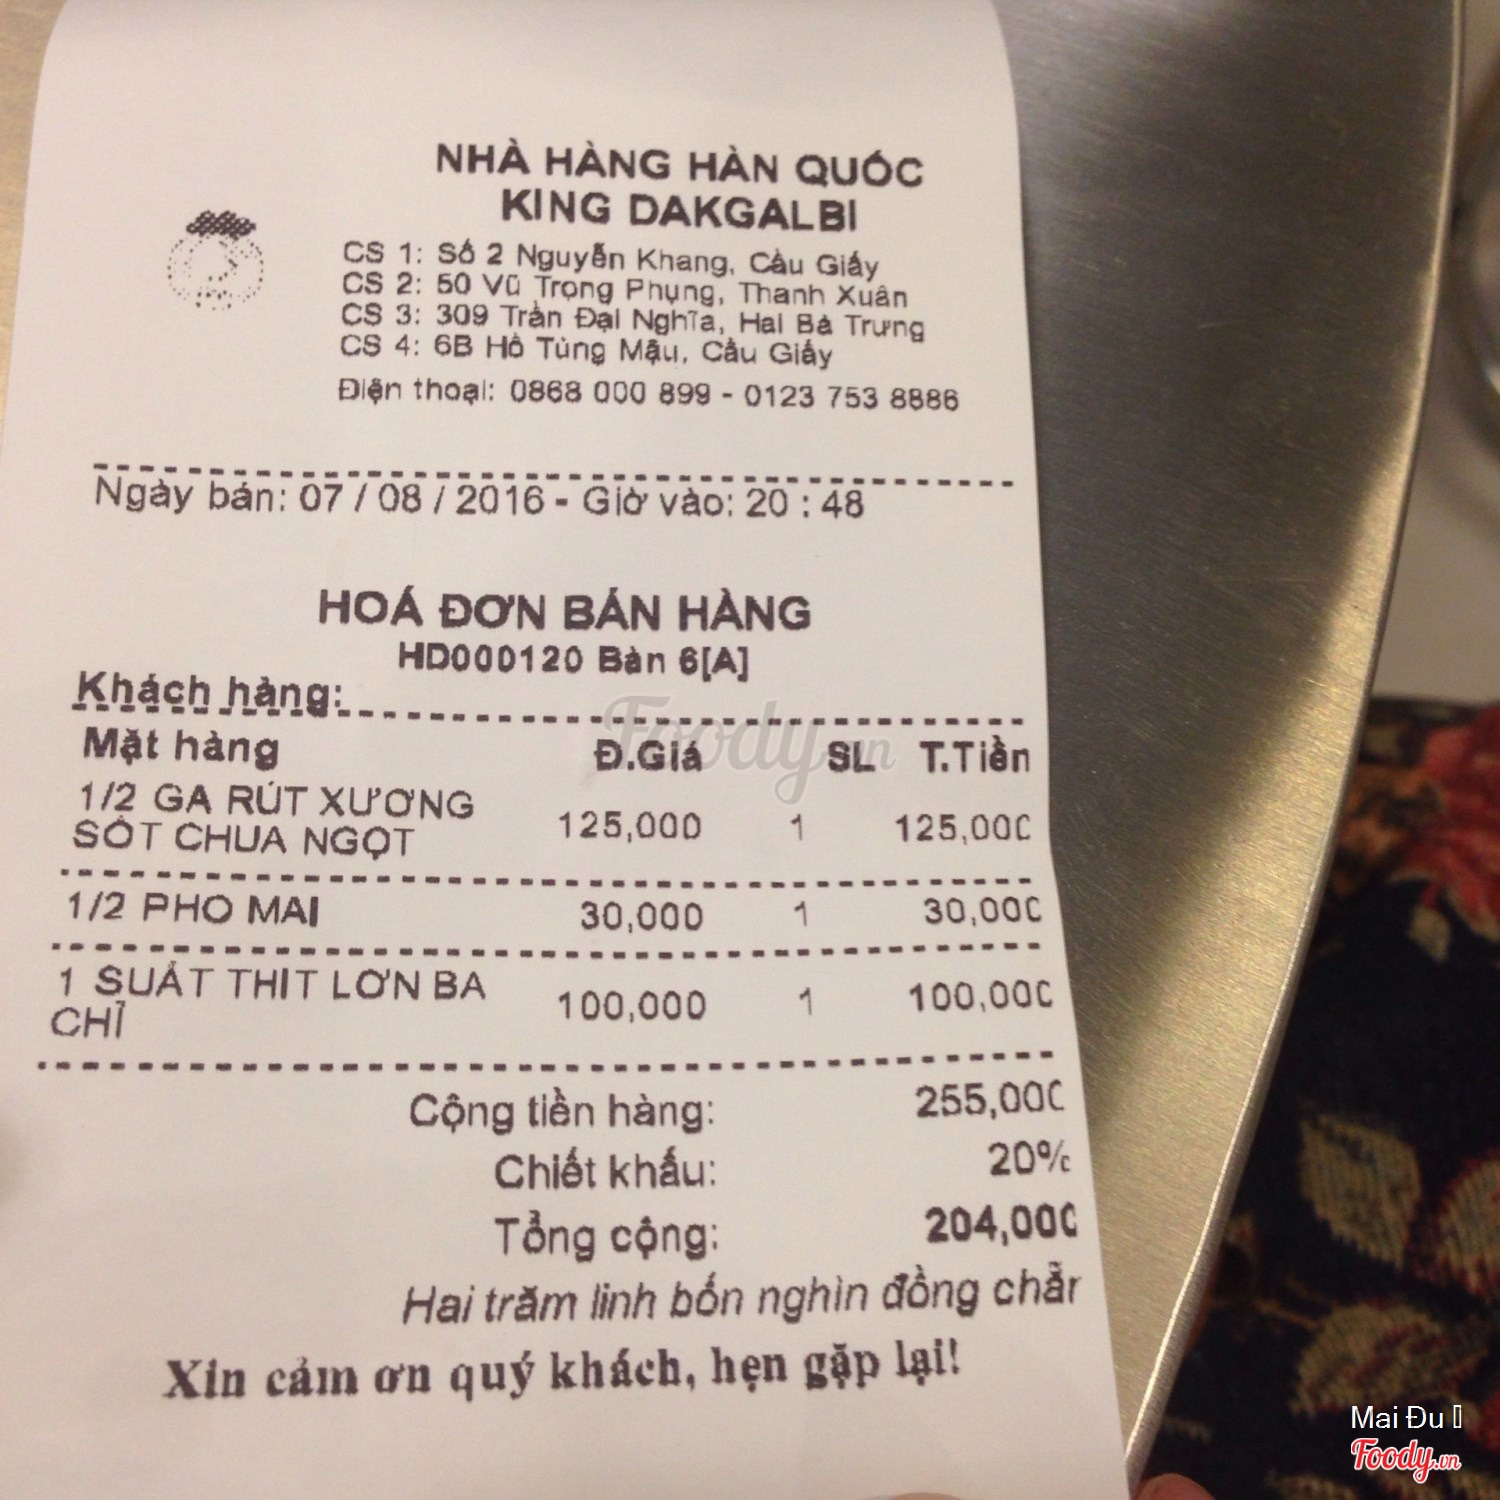 NHÀ HÀNG HÀN QUỐC
KING DAKGALBI
CS 1: Số 2 Nguyễn Khang, Cầu Giấy
CS 2: 50 Vũ Trọng Phụng, Thanh Xuân
CS 3: 309 Trần Đại Nghĩa, Hai Bà Trưng
CS 4: 6B Hồ Tùng Mậu, Cầu Giấy
Điện thoại: 0868 000 899 - 0123 753 8886
Ngày bán: 07 / 08 / 2016 - Giờ vào: 20 : 48
HOÁ ĐƠN BÁN HÀNG
HD000120 Bàn 6[A]
Khách hàng:
Mặt hàng Đ.Giá SL T.Tiền
1/2 GA RÚT XƯƠNG
SỐT CHUA NGỌT 125,000 1 125,000
1/2 PHO MAI 30,000 1 30,000
1 SUẤT THỊT LỢN BA
CHỈ 100,000 1 100,000
Cộng tiền hàng: 255,000
Chiết khấu: 20%
Tổng cộng: 204,000
Hai trăm linh bốn nghìn đồng chẵn
Xin cảm ơn quý khách, hẹn gặp lại!
Foody.vn
Mai Đu
Foody.vn